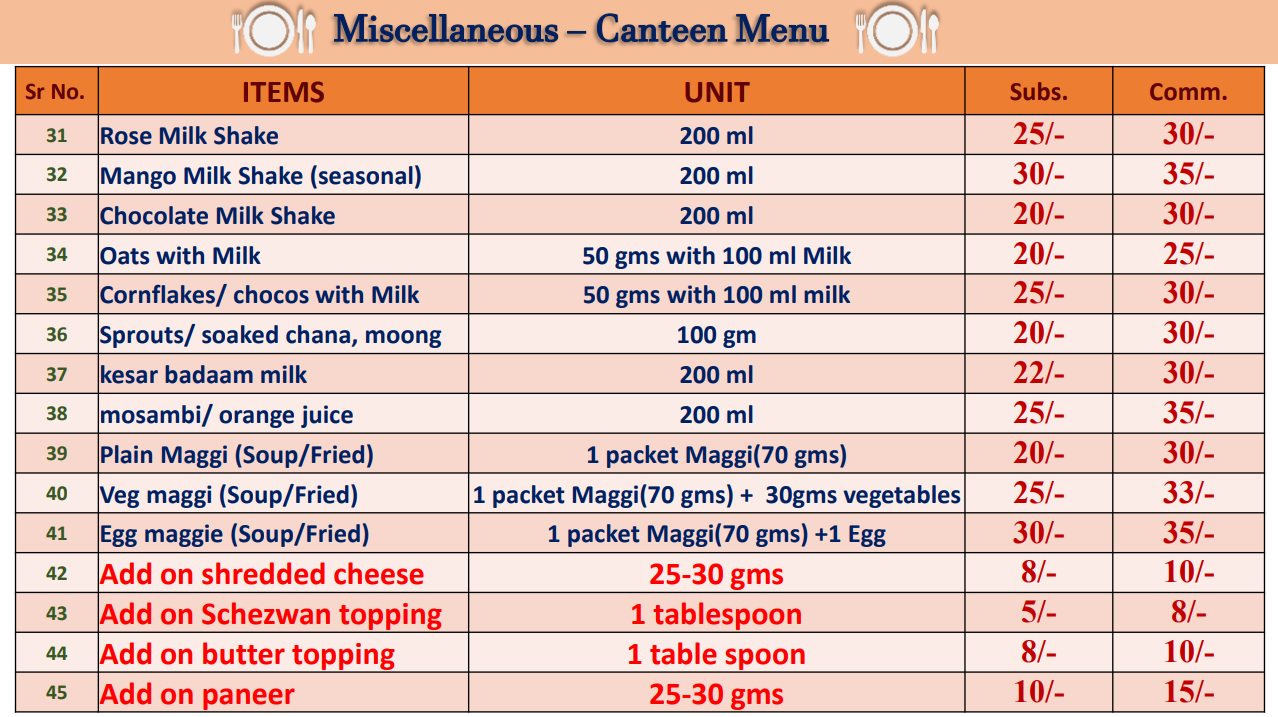 Miscellaneous – Canteen Menu
Sr No. ITEMS UNIT Subs. Comm.
31 Rose Milk Shake 200 ml 25/- 30/-
32 Mango Milk Shake (seasonal) 200 ml 30/- 35/-
33 Chocolate Milk Shake 200 ml 20/- 30/-
34 Oats with Milk 50 gms with 100 ml Milk 20/- 25/-
35 Cornflakes/ chocos with Milk 50 gms with 100 ml milk 25/- 30/-
36 Sprouts/ soaked chana, moong 100 gm 20/- 30/-
37 kesar badaam milk 200 ml 22/- 30/-
38 mosambi/ orange juice 200 ml 25/- 35/-
39 Plain Maggi (Soup/Fried) 1 packet Maggi(70 gms) 20/- 30/-
40 Veg maggi (Soup/Fried) 1 packet Maggi(70 gms) + 30gms vegetables 25/- 33/-
41 Egg maggie (Soup/Fried) 1 packet Maggi(70 gms) +1 Egg 30/- 35/-
42 Add on shredded cheese 25-30 gms 8/- 10/-
43 Add on Schezwan topping 1 tablespoon 5/- 8/-
44 Add on butter topping 1 table spoon 8/- 10/-
45 Add on paneer 25-30 gms 10/- 15/-